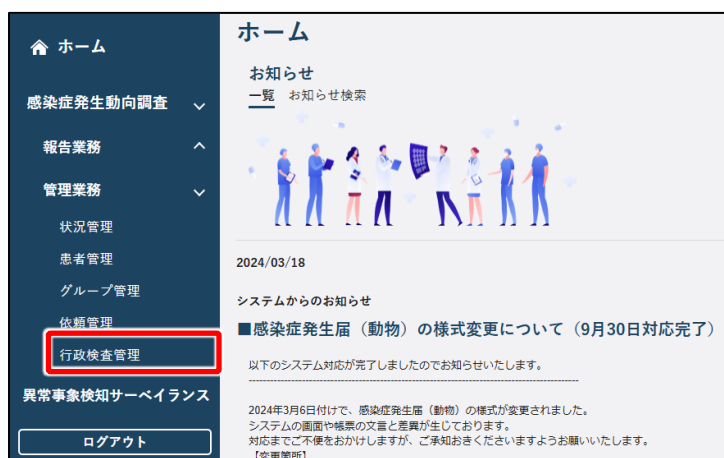 ホーム
感染症発生動向調査
報告業務
管理業務
状況管理
患者管理
グループ管理
依頼管理
行政検査管理
異常事象検知サーベイランス
ログアウト
ホーム
お知らせ
一覧 お知らせ検索
2024/03/18
システムからのお知らせ
■感染症発生届（動物）の様式変更について（9月30日対応完了）
以下のシステム対応が完了しましたのでお知らせいたします。
2024年3月6日付けで、感染症発生届（動物）の様式が変更されました。
システムの画面や帳票の文言と差異が生じております。
対応までご不便をおかけしますが、ご承知おきくださいますようお願いいたします。
【変更箇所】